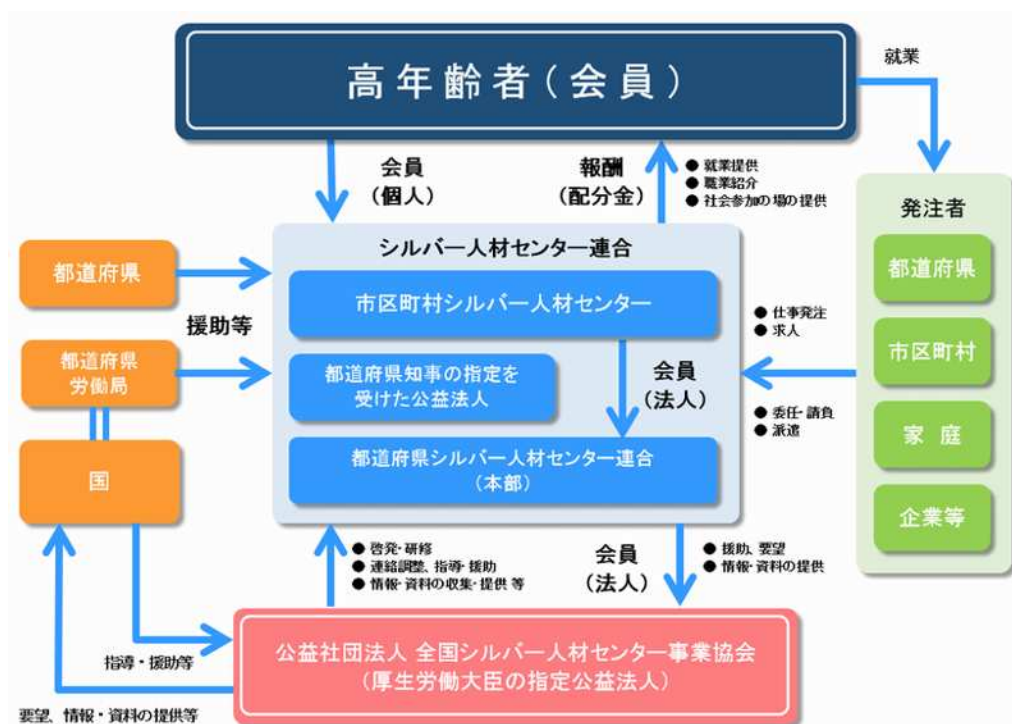 高年齢者(会員)
就業
会員
(個人)
報酬
(配分金)
● 就業提供
● 職業紹介
● 社会参加の場の提供
発注者
都道府県
市区町村
家 庭
企業等
シルバー人材センター連合
市区町村シルバー人材センター
都道府県知事の指定を
受けた公益法人
会員
(法人)
都道府県シルバー人材センター連合
(本部)
都道府県
援助等
都道府県
労働局
国
● 仕事発注
● 求人
● 委任・請負
● 派遣
● 啓発・研修
● 連絡調整、指導・援助
● 情報・資料の収集・提供 等
会員
(法人)
● 援助、要望
● 情報・資料の提供
公益社団法人 全国シルバー人材センター事業協会
(厚生労働大臣の指定公益法人)
指導・援助等
要望、情報・資料の提供等